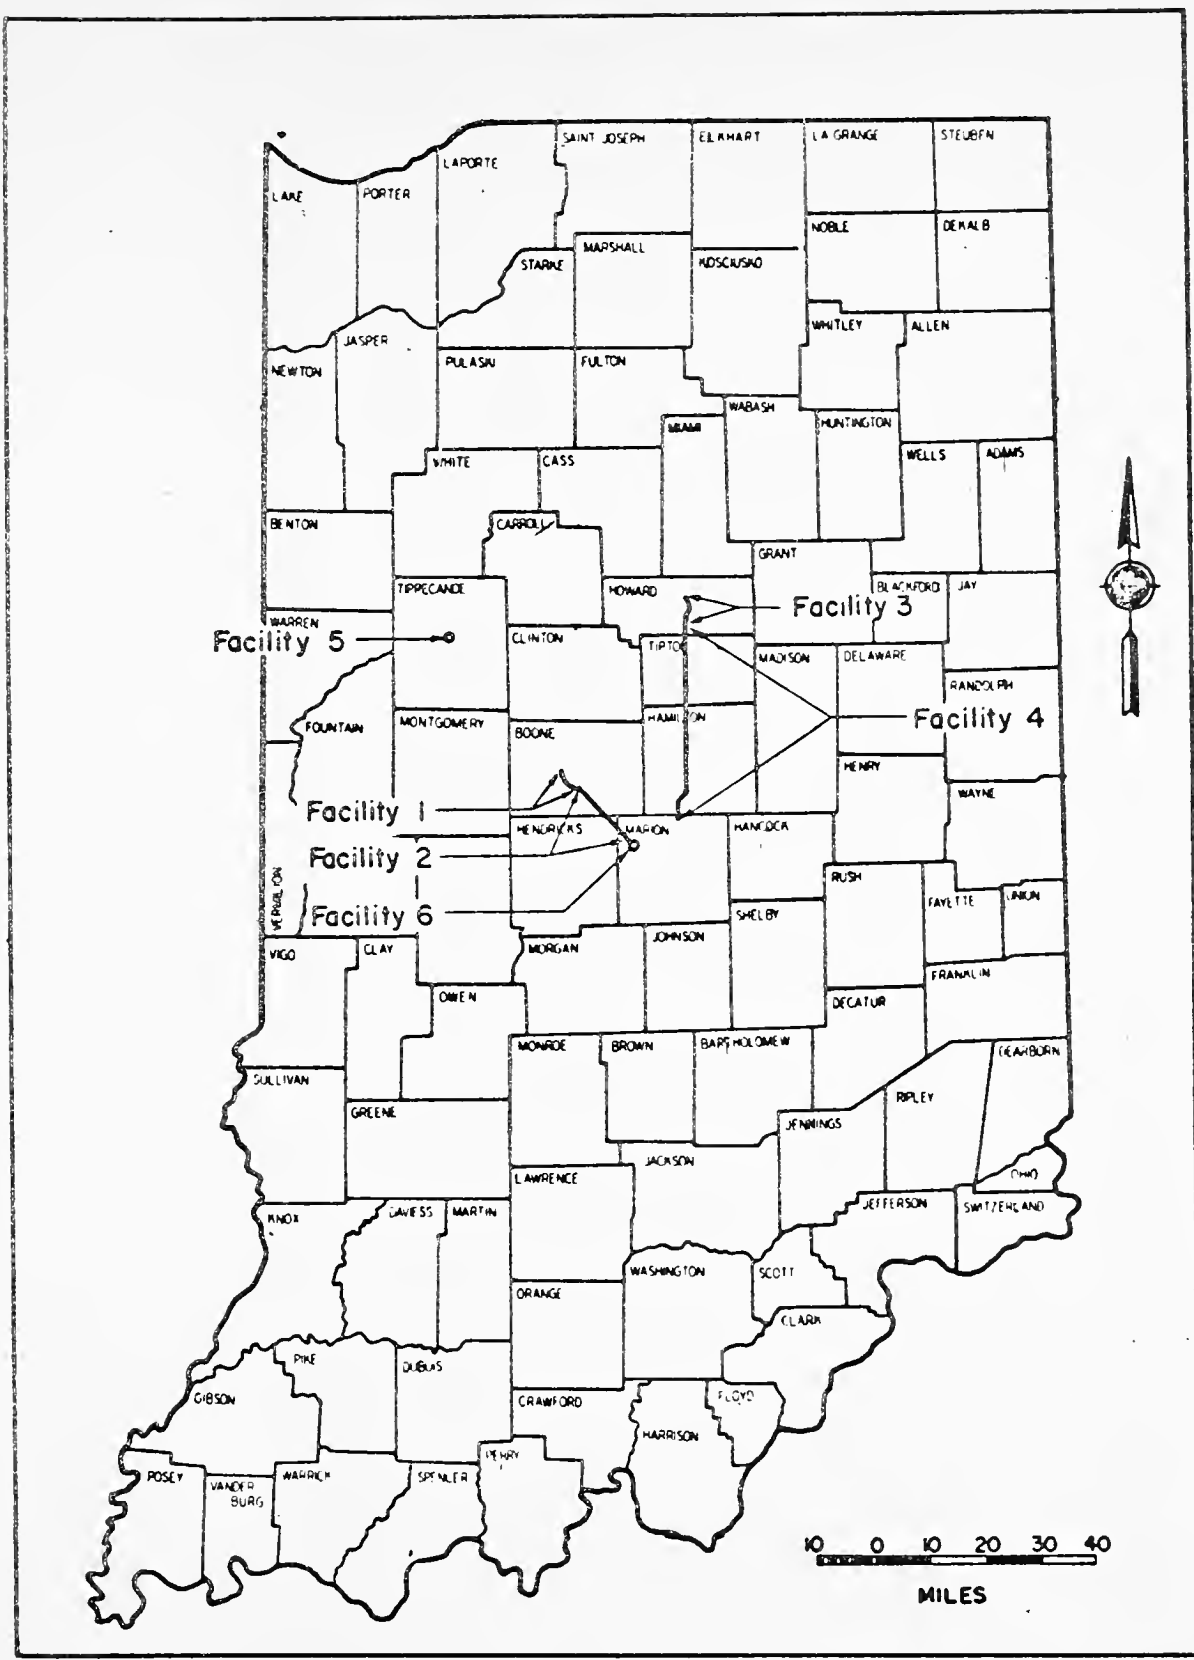 SAINT JOSEPH
ELKHART
LA GRANGE
STEUBEN
LAPORTE
LAKE
PORTER
NOBLE
DEKALB
MARSHALL
STARKE
KOSCIUSKO
WHITLEY
ALLEN
JASPER
NEWTON
PULASKI
FULTON
WABASH
MIAMI
HUNTINGTON
WHITE
CASS
WELLS
ADAMS
BENTON
CARROLL
GRANT
TIPPECANOE
HOWARD
BLACKFORD
JAY
Facility 3
WARREN
Facility 5
CLINTON
TIPTO
MADISON
DELAWARE
RANDOLPH
FOUNTAIN
MONTGOMERY
BOONE
HAMILTON
Facility 4
HENRY
WAYNE
Facility 1
HENDRICKS
MARION
HANCOCK
Facility 2
RUSH
VERMILION
FAYETTE
UNION
Facility 6
SHELBY
VIGO
CLAY
MORGAN
JOHNSON
FRANKLIN
OWEN
DECATUR
MONROE
BROWN
BARTHOLOMEW
DEARBORN
SULLIVAN
GREENE
RIPLEY
JENNINGS
JACKSON
LAWRENCE
OHIO
KNOX
DAVIESS
MARTIN
JEFFERSON
SWITZERLAND
WASHINGTON
SCOTT
ORANGE
CLARK
PIKE
DUBOIS
GIBSON
CRAWFORD
FLOYD
HARRISON
PERRY
POSEY
VANDER
BURG
WARRICK
SPENCER
10 0 10 20 30 40
MILES